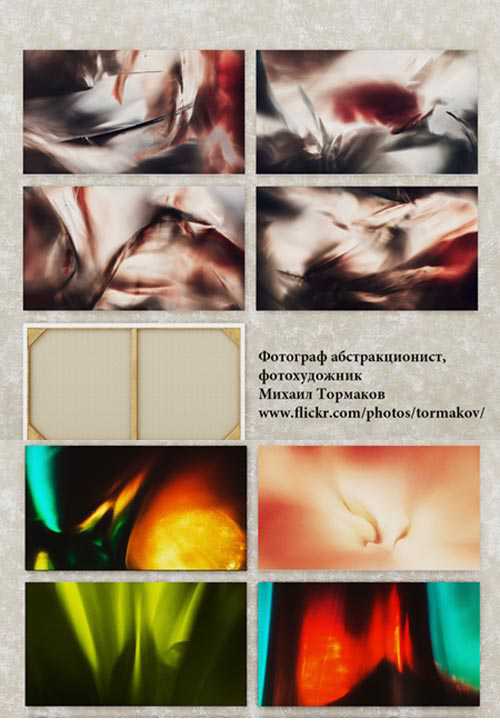 Фотограф абстракционист,
фотохудожник
Михаил Тормаков
www.flickr.com/photos/tormakov/